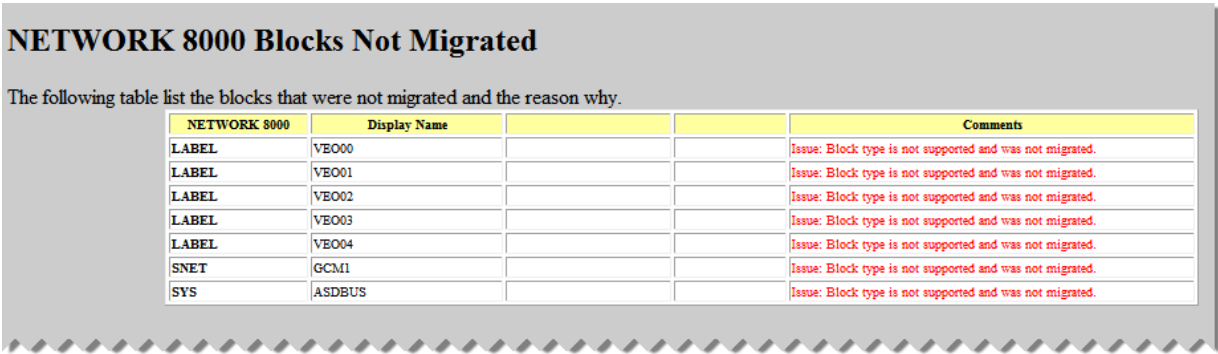 NETWORK 8000 Blocks Not Migrated
The following table list the blocks that were not migrated and the reason why.
NETWORK 8000 Display Name Comments
LABEL VEO00 Issue: Block type is not supported and was not migrated.
LABEL VEO01 Issue: Block type is not supported and was not migrated.
LABEL VEO02 Issue: Block type is not supported and was not migrated.
LABEL VEO03 Issue: Block type is not supported and was not migrated.
LABEL VEO04 Issue: Block type is not supported and was not migrated.
SNET GCM1 Issue: Block type is not supported and was not migrated.
SYS ASDBUS Issue: Block type is not supported and was not migrated.